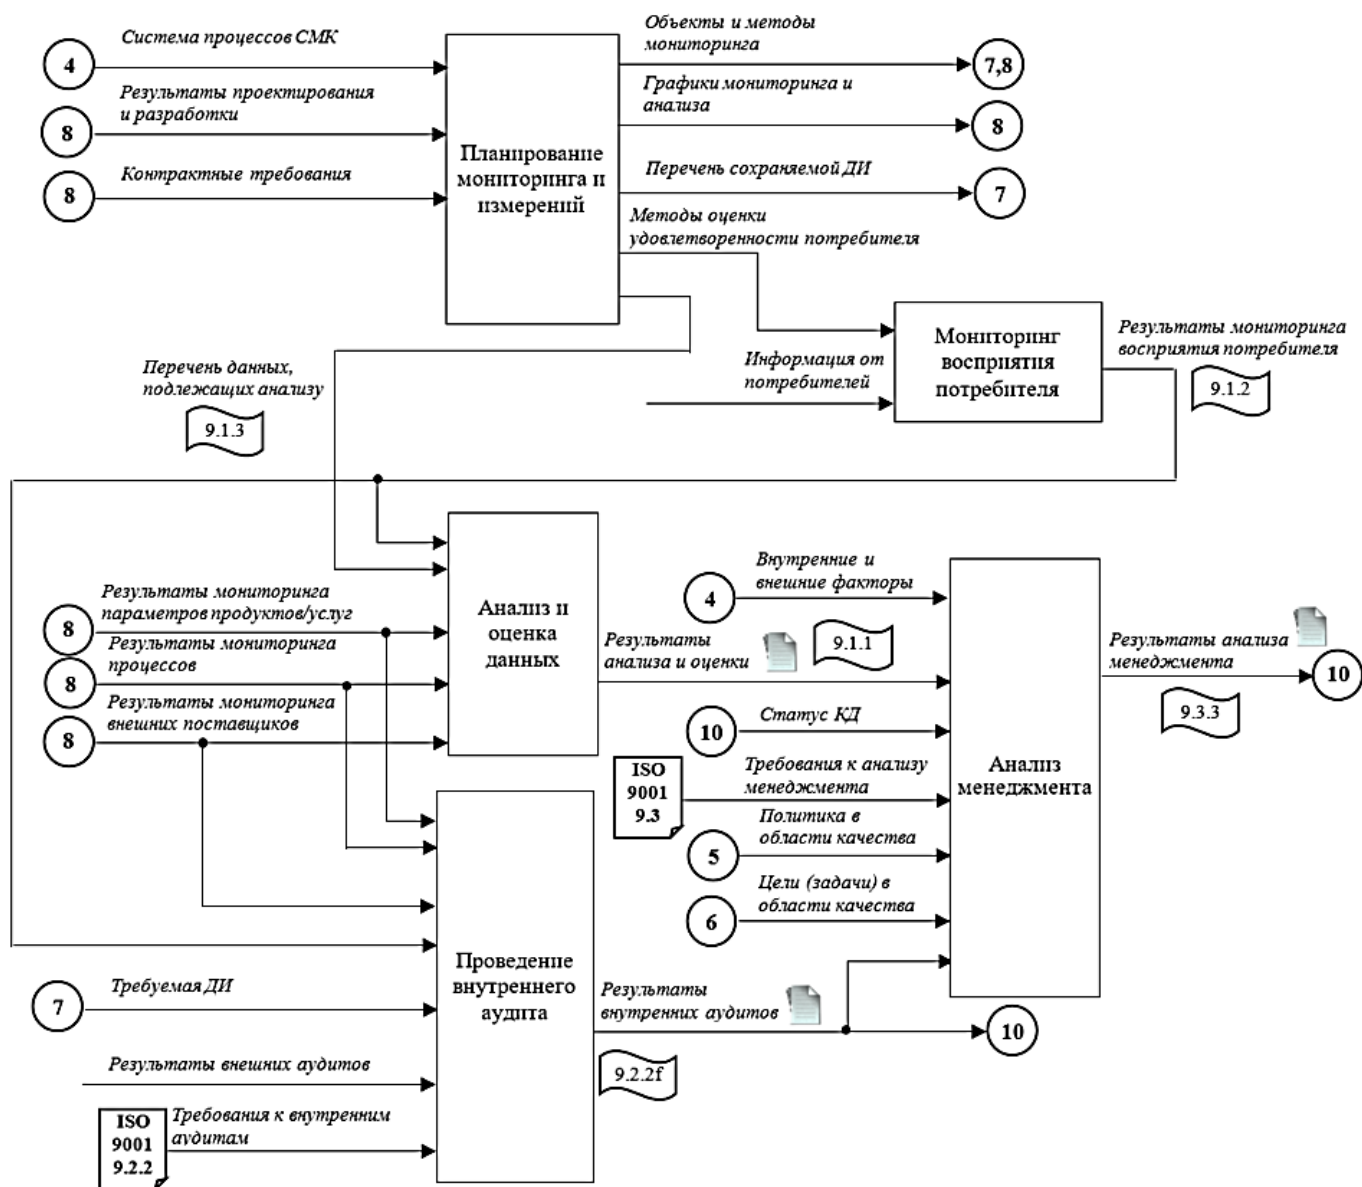 Система процессов СМК
4
Результаты проектирования
и разработки
8
Контрактные требования
8
Планирование
мониторинга и
измерений
Объекты и методы
мониторинга
7,8
Графики мониторинга и
анализа
8
Перечень сохраняемой ДИ
7
Методы оценки
удовлетворенности потребителя
Информация от
потребителей
Мониторинг
восприятия
потребителя
Результаты мониторинга
восприятия потребителя
9.1.2
Перечень данных,
подлежащих анализу
9.1.3
Результаты мониторинга
параметров продуктов/услуг
8
Результаты мониторинга
процессов
8
Результаты мониторинга
внешних поставщиков
8
Анализ и
оценка
данных
Результаты
анализа и оценки
9.1.1
Внутренние и
внешние факторы
4
Статус КД
10
Требования к анализу
менеджмента
ISO
9001
9.3
Политика в
области качества
5
Цели (задачи) в
области качества
6
Анализ
менеджмента
Результаты анализа
менеджмента
10
9.3.3
Требуемая ДИ
7
Результаты внешних аудитов
Требования к внутренним
аудитам
ISO
9001
9.2.2
Проведение
внутреннего
аудита
Результаты
внутренних аудитов
9.2.2f
10